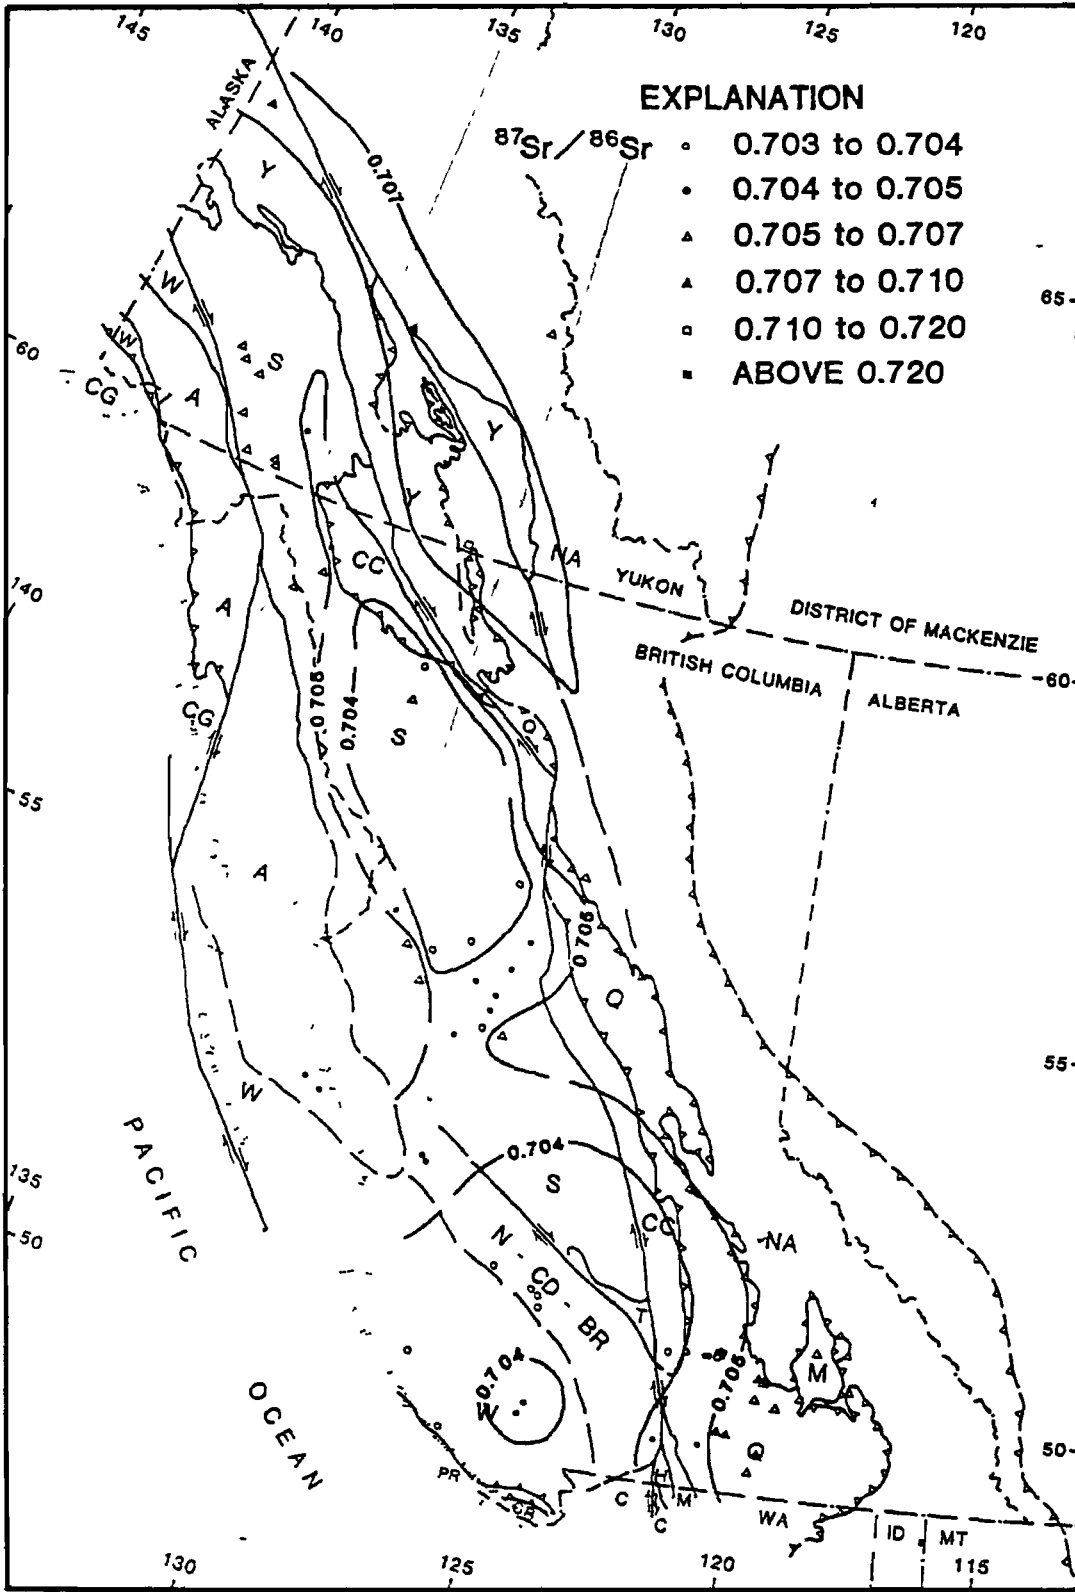 145 140 135 130 125 120
EXPLANATION
87Sr/86Sr
0.703 to 0.704
0.704 to 0.705
0.705 to 0.707
0.707 to 0.710
0.710 to 0.720
ABOVE 0.720
ALASKA
Y
0.707
65
W
60
W
CG
A
S
Y
Y
CC
NA
YUKON
DISTRICT OF MACKENZIE
140
A
BRITISH COLUMBIA
60
ALBERTA
0.705
0.704
CG
S
Q
55
A
0.705
Q
55
W
PACIFIC
0.704
135
S
50
CC
NA
N-CD-BR
T
0.704
W
0.705
M
OCEAN
Q
50
PR
CR
H
C
M
C
WA
ID
MT
130 125 120 115